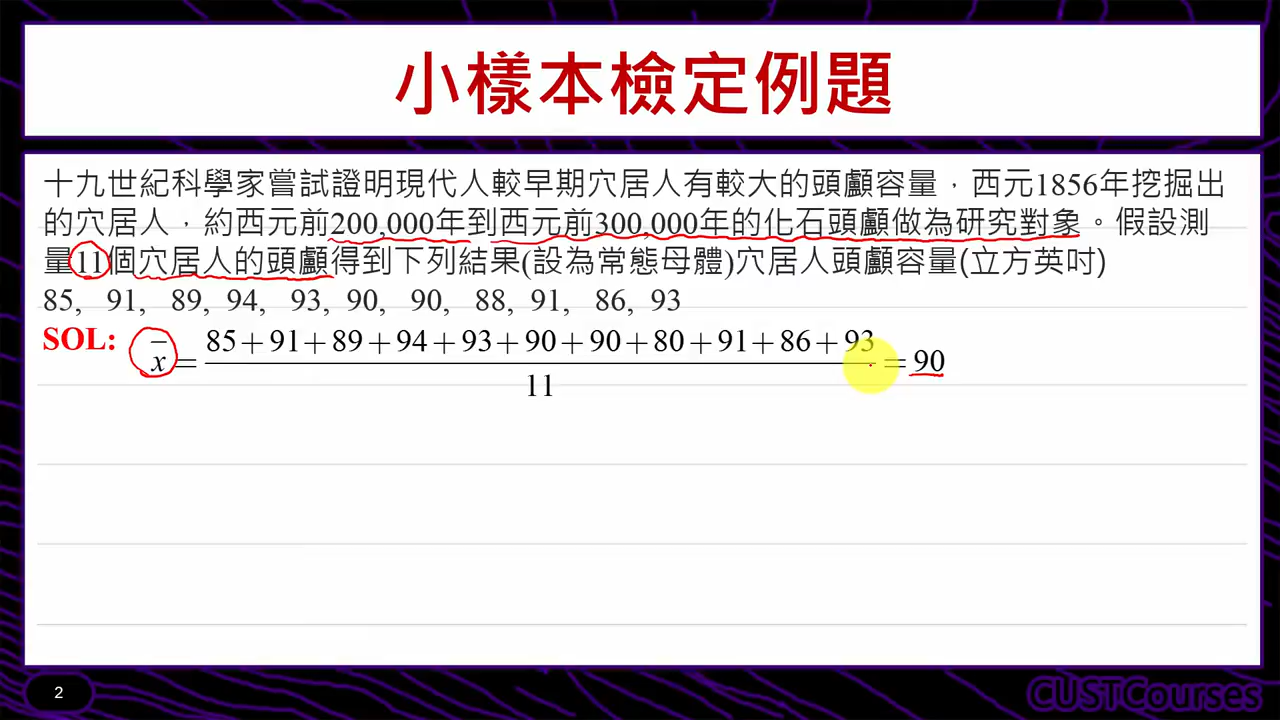 小樣本檢定例題
十九世紀科學家嘗試證明現代人較早期穴居人有較大的頭顱容量，西元1856年挖掘出
的穴居人，約西元前200,000年到西元前300,000年的化石頭顱做為研究對象。假設測
量11個穴居人的頭顱得到下列結果(設為常態母體)穴居人頭顱容量(立方英吋)
85, 91, 89, 94, 93, 90, 90, 88, 91, 86, 93
SOL: x̄ = (85+91+89+94+93+90+90+80+91+86+93)/11 = 90
2
CUSTCourses